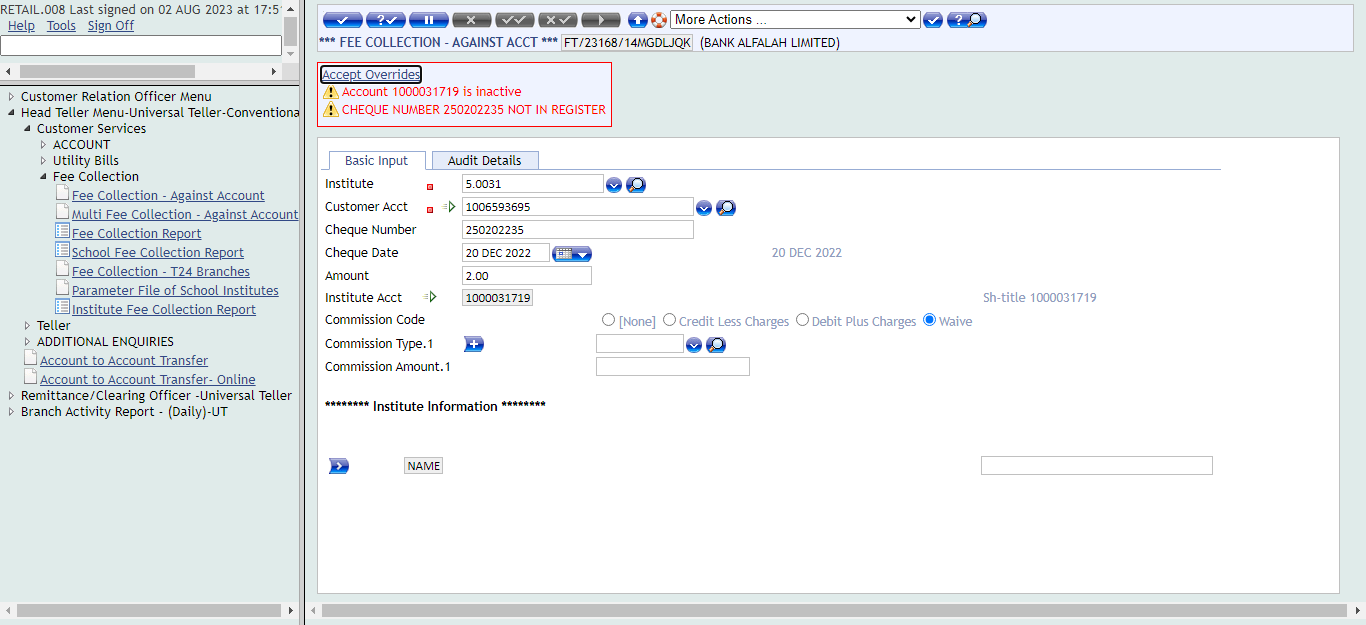 RETAIL.008 Last signed on 02 AUG 2023 at 17:5
Help Tools Sign Off
Customer Relation Officer Menu
Head Teller Menu-Universal Teller-Conventiona
Customer Services
ACCOUNT
Utility Bills
Fee Collection
Fee Collection - Against Account
Multi Fee Collection - Against Account
Fee Collection Report
School Fee Collection Report
Fee Collection - T24 Branches
Parameter File of School Institutes
Institute Fee Collection Report
Teller
ADDITIONAL ENQUIRIES
Account to Account Transfer
Account to Account Transfer- Online
Remittance/Clearing Officer -Universal Teller
Branch Activity Report - (Daily)-UT
More Actions ...
*** FEE COLLECTION - AGAINST ACCT *** FT/23168/14MGDLJQK (BANK ALFALAH LIMITED)
Accept Overrides
Account 1000031719 is inactive
CHEQUE NUMBER 250202235 NOT IN REGISTER
Basic Input Audit Details
Institute 5.0031
Customer Acct 1006593695
Cheque Number 250202235
Cheque Date 20 DEC 2022 20 DEC 2022
Amount 2.00
Institute Acct 1000031719 Sh-title 1000031719
Commission Code [None] Credit Less Charges Debit Plus Charges Waive
Commission Type.1
Commission Amount.1
******** Institute Information ********
NAME